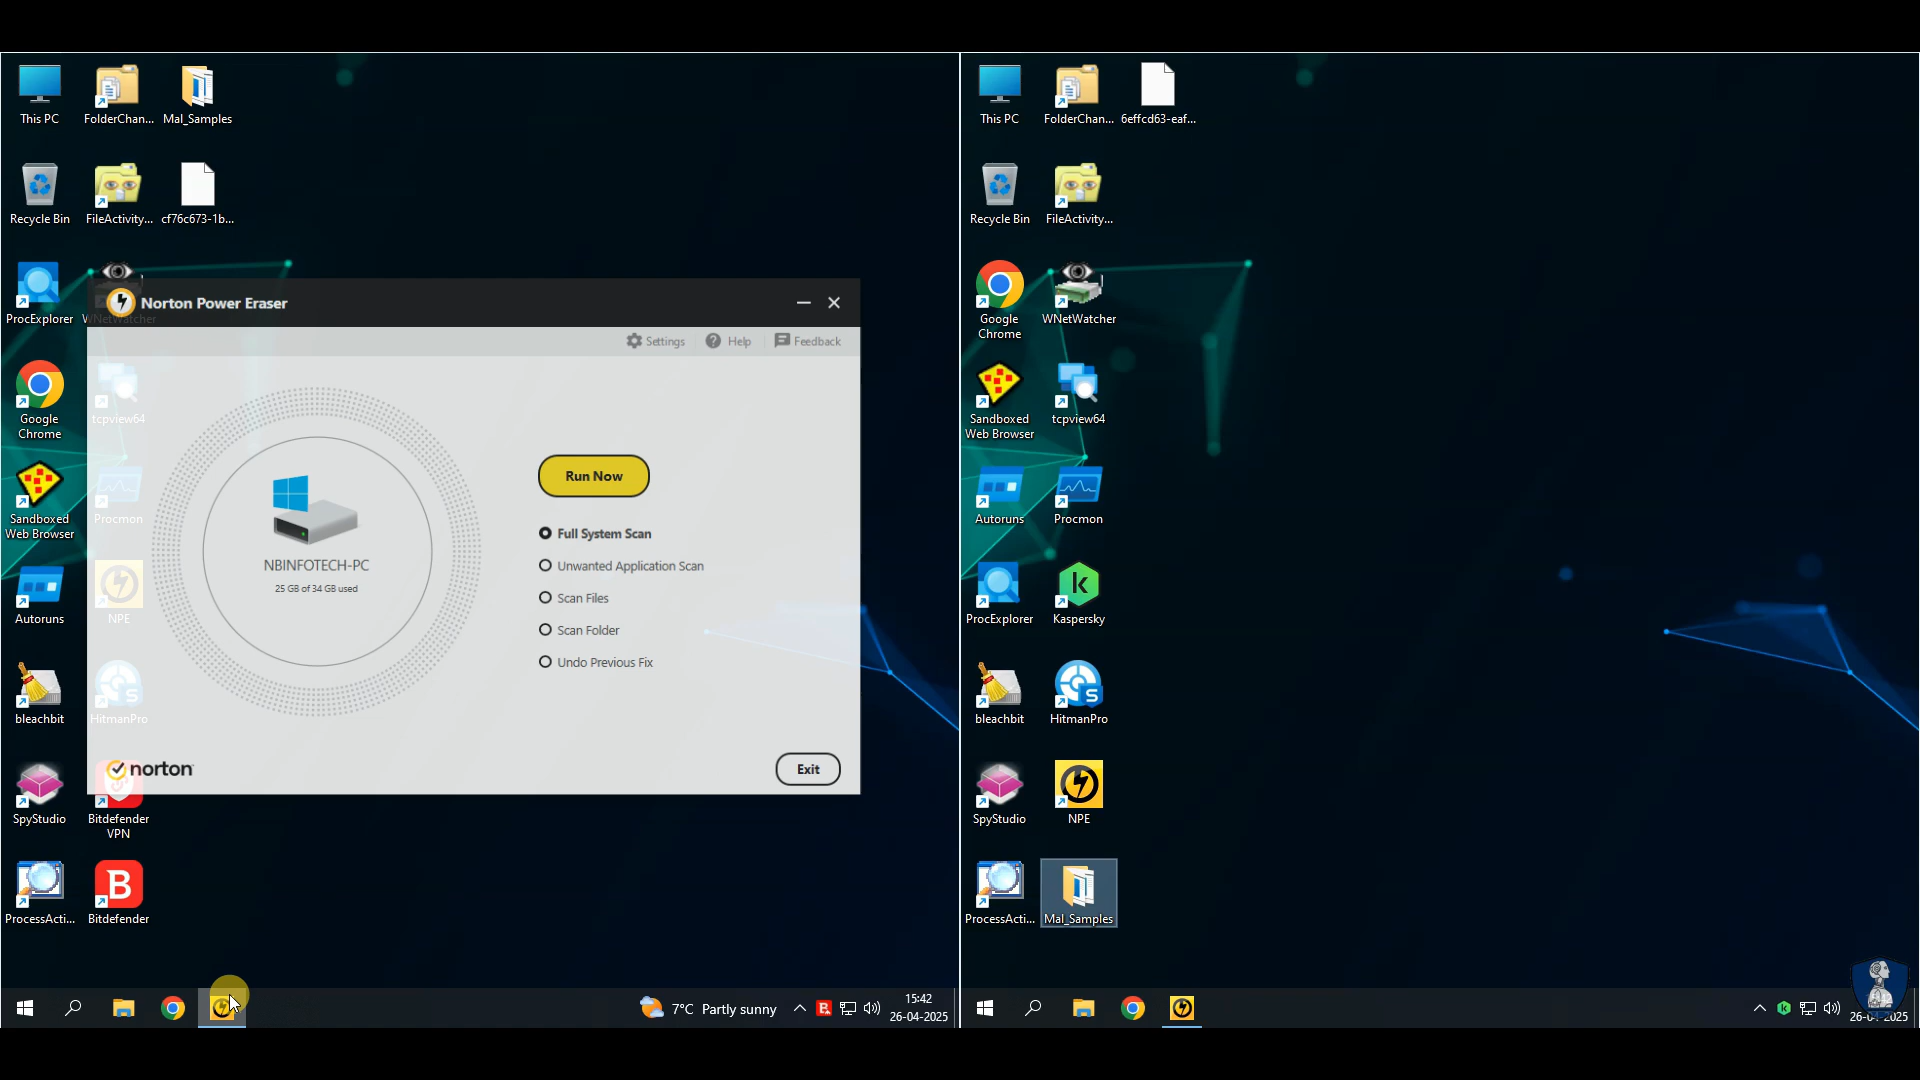 This PC
FolderChan...
Mal_Samples
Recycle Bin
FileActivity...
cf76c673-1b...
ProcExplorer
WNetWatcher
Google
Chrome
tcpview64
Sandboxed
Web Browser
Procmon
Autoruns
NPE
bleachbit
HitmanPro
SpyStudio
Bitdefender
VPN
ProcessActi...
Bitdefender
Norton Power Eraser
Settings
Help
Feedback
NBINFOTECH-PC
25 GB of 34 GB used
Run Now
Full System Scan
Unwanted Application Scan
Scan Files
Scan Folder
Undo Previous Fix
norton
Exit
7°C Partly sunny
15:42
26-04-2025
This PC
FolderChan...
6effcd63-eaf...
Recycle Bin
FileActivity...
Google
Chrome
WNetWatcher
Sandboxed
Web Browser
tcpview64
Autoruns
Procmon
ProcExplorer
Kaspersky
bleachbit
HitmanPro
SpyStudio
NPE
ProcessActi...
Mal_Samples
26-04-2025